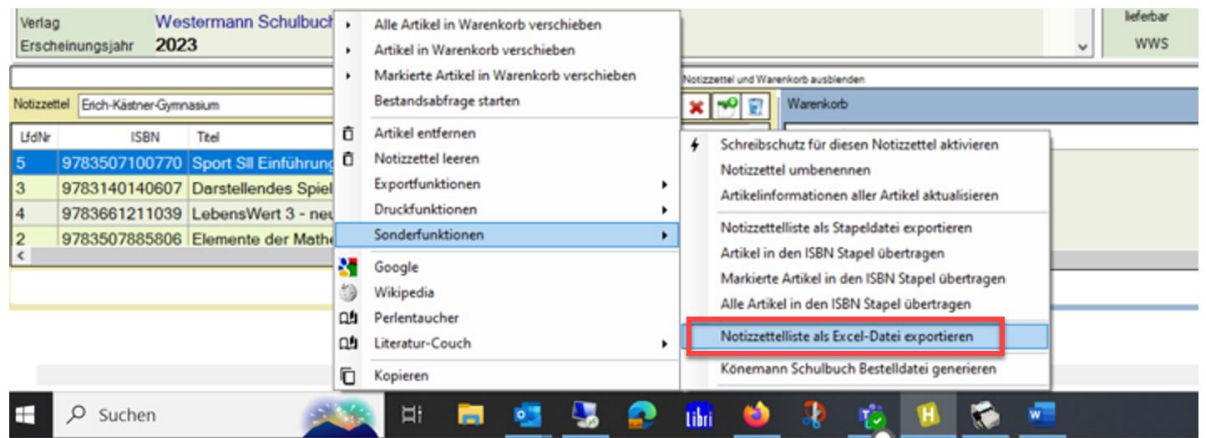 Verlag Westermann Schulbuch
Erscheinungsjahr 2023
lieferbar
WWS
Notizzettel und Warenkorb ausblenden
Notizzettel Erich-Kästner-Gymnasium
Warenkorb
LfdNr ISBN Titel
5 9783507100770 Sport SII Einführung
3 9783140140607 Darstellendes Spiel
4 9783661211039 LebensWert 3 - neu
2 9783507885806 Elemente der Mathe
Alle Artikel in Warenkorb verschieben
Artikel in Warenkorb verschieben
Markierte Artikel in Warenkorb verschieben
Bestandsabfrage starten
Artikel entfernen
Notizzettel leeren
Exportfunktionen
Druckfunktionen
Sonderfunktionen
Google
Wikipedia
Perlentaucher
Literatur-Couch
Kopieren
Schreibschutz für diesen Notizzettel aktivieren
Notizzettel umbenennen
Artikelinformationen aller Artikel aktualisieren
Notizzettelliste als Stapeldatei exportieren
Artikel in den ISBN Stapel übertragen
Markierte Artikel in den ISBN Stapel übertragen
Alle Artikel in den ISBN Stapel übertragen
Notizzettelliste als Excel-Datei exportieren
Könemann Schulbuch Bestelldatei generieren
Suchen
Libri
H
W